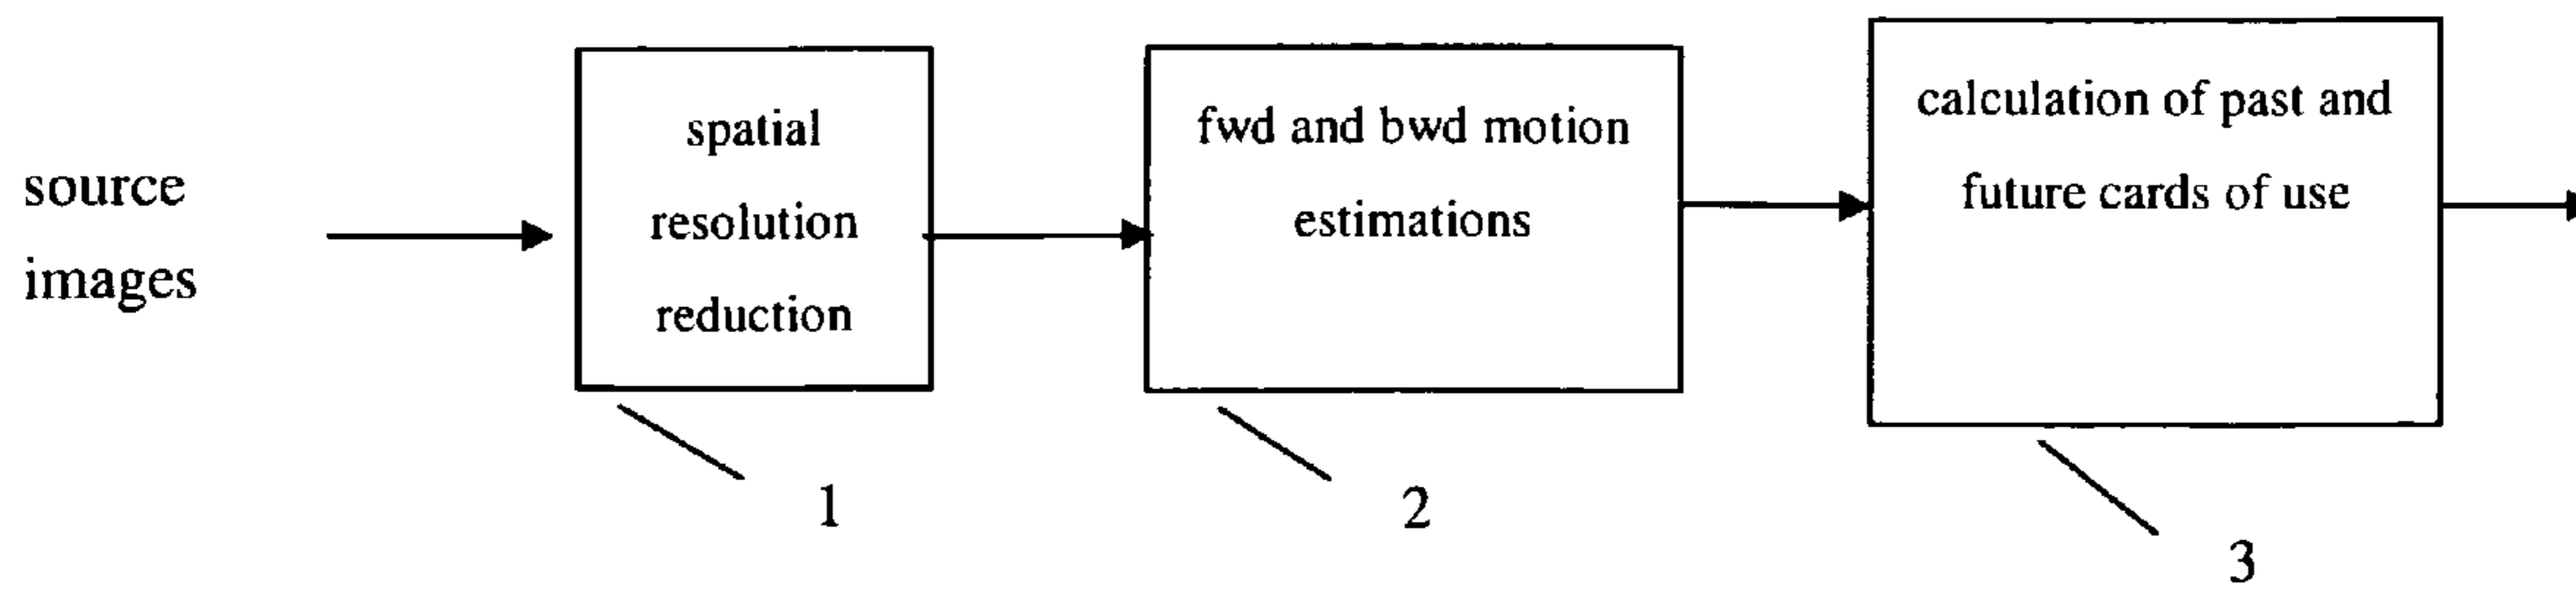 source
images
spatial
resolution
reduction
fwd and bwd motion
estimations
calculation of past and
future cards of use
1
2
3